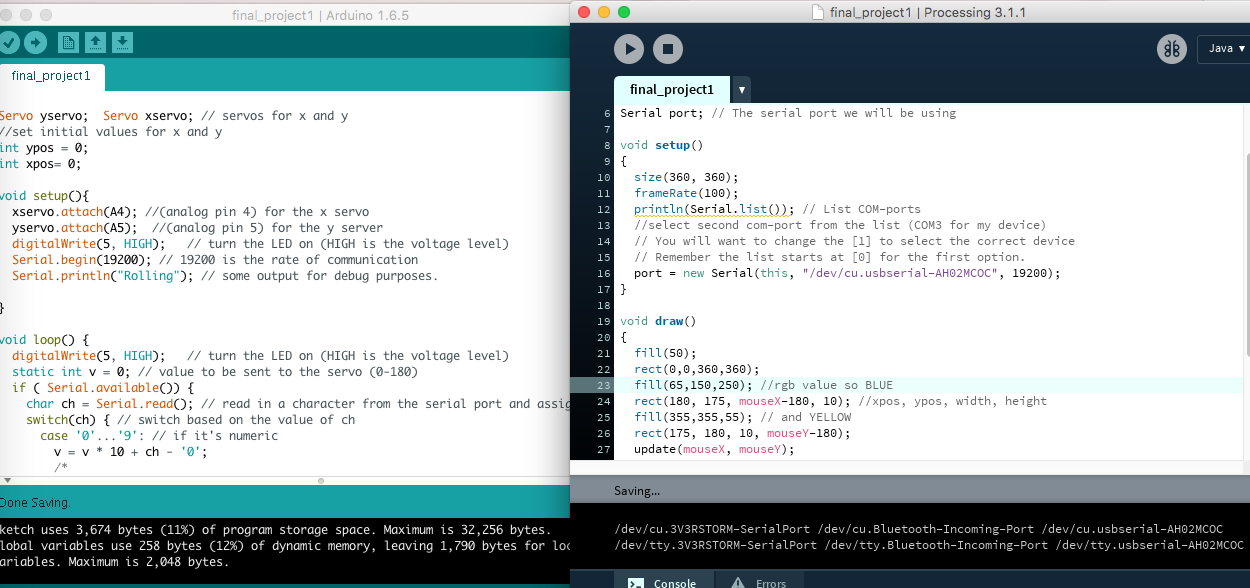 final_project1 | Arduino 1.6.5
final_project1
Servo yservo;  Servo xservo; // servos for x and y
//set initial values for x and y
int ypos = 0;
int xpos= 0;
void setup(){
xservo.attach(A4); //(analog pin 4) for the x servo
yservo.attach(A5);  //(analog pin 5) for the y server
digitalWrite(5, HIGH);   // turn the LED on (HIGH is the voltage level)
Serial.begin(19200); // 19200 is the rate of communication
Serial.println("Rolling"); // some output for debug purposes.
}
void loop() {
digitalWrite(5, HIGH);   // turn the LED on (HIGH is the voltage level)
static int v = 0; // value to be sent to the servo (0-180)
if ( Serial.available()) {
char ch = Serial.read(); // read in a character from the serial port and assig
switch(ch) { // switch based on the value of ch
case '0'...'9': // if it's numeric
v = v * 10 + ch - '0';
/*
Done Saving.
ketch uses 3,674 bytes (11%) of program storage space. Maximum is 32,256 bytes.
lobal variables use 258 bytes (12%) of dynamic memory, leaving 1,790 bytes for loc
ariables. Maximum is 2,048 bytes.
final_project1 | Processing 3.1.1
Java ▼
final_project1 ▼
6 Serial port; // The serial port we will be using
7
8 void setup()
9 {
10 size(360, 360);
11 frameRate(100);
12 println(Serial.list()); // List COM-ports
13 //select second com-port from the list (COM3 for my device)
14 // You will want to change the [1] to select the correct device
15 // Remember the list starts at [0] for the first option.
16 port = new Serial(this, "/dev/cu.usbserial-AH02MCOC", 19200);
17 }
18
19 void draw()
20 {
21 fill(50);
22 rect(0,0,360,360);
23 fill(65,150,250); //rgb value so BLUE
24 rect(180, 175, mouseX-180, 10); //xpos, ypos, width, height
25 fill(355,355,55); // and YELLOW
26 rect(175, 180, 10, mouseY-180);
27 update(mouseX, mouseY);
Saving...
/dev/cu.3V3RSTORM-SerialPort /dev/cu.Bluetooth-Incoming-Port /dev/cu.usbserial-AH02MCOC
/dev/tty.3V3RSTORM-SerialPort /dev/tty.Bluetooth-Incoming-Port /dev/tty.usbserial-AH02MCOC
Console
Errors